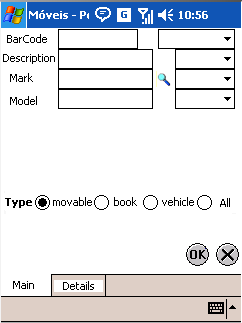 Móveis - P 10:56
BarCode
Description
Mark
Model
Type movable book vehicle All
OK
Main Details